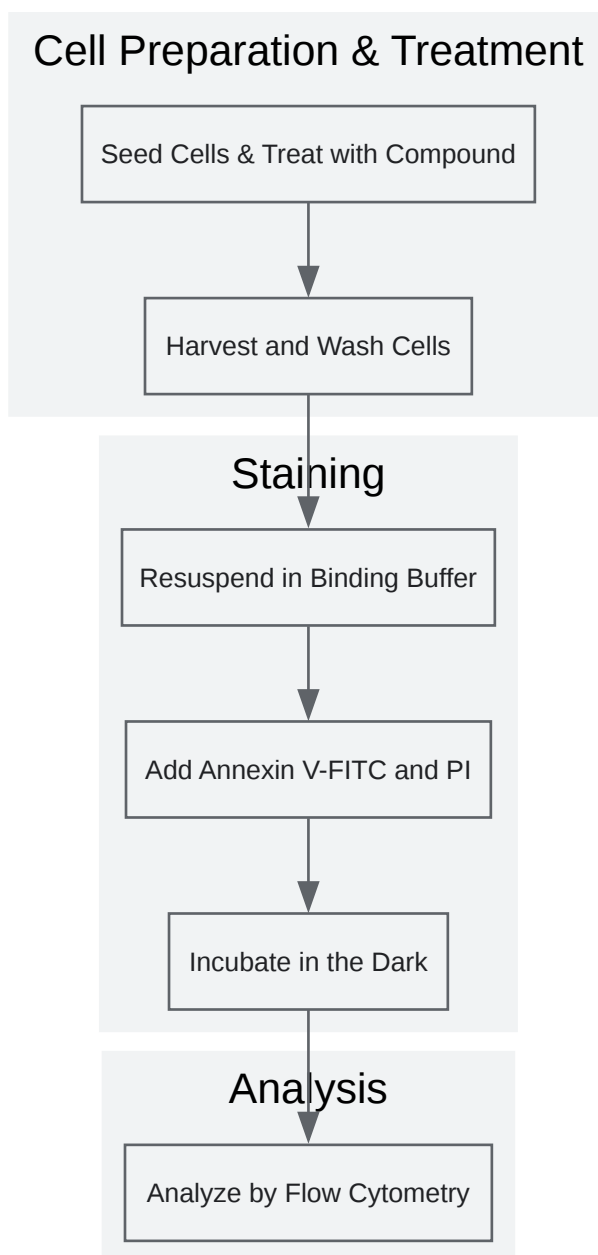 Cell Preparation & Treatment
Seed Cells & Treat with Compound
Harvest and Wash Cells
Staining
Resuspend in Binding Buffer
Add Annexin V-FITC and PI
Incubate in the Dark
Analysis
Analyze by Flow Cytometry